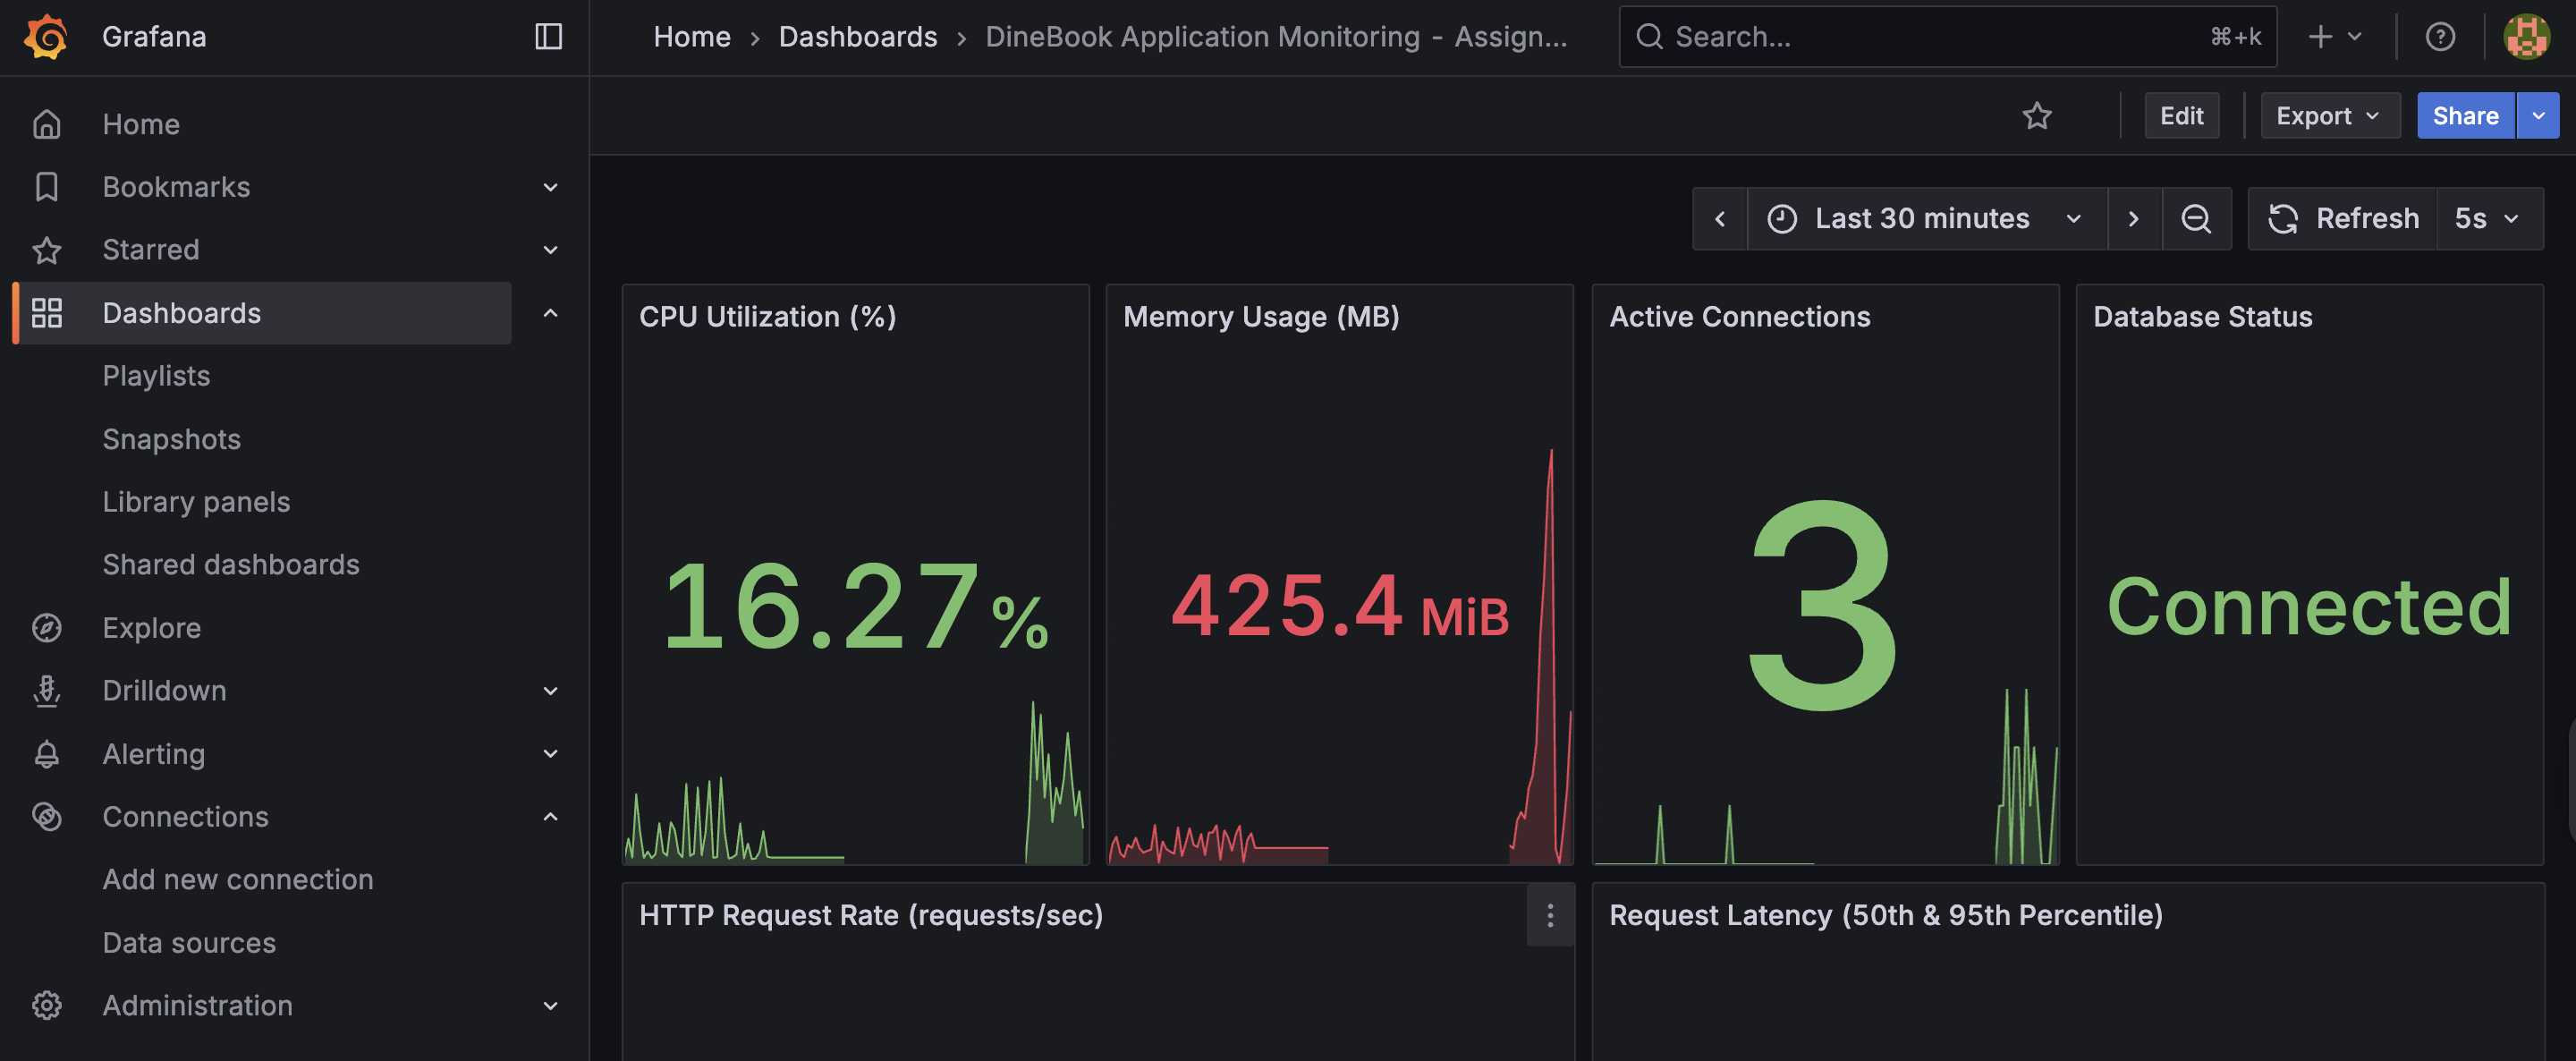 Grafana
Home
Dashboards
DineBook Application Monitoring - Assign...
Search...
⌘+k
Edit
Export
Share
Home
Bookmarks
Starred
Dashboards
Playlists
Snapshots
Library panels
Shared dashboards
Explore
Drilldown
Alerting
Connections
Add new connection
Data sources
Administration
Last 30 minutes
Refresh
5s
CPU Utilization (%)
16.27%
Memory Usage (MB)
425.4 MiB
Active Connections
3
Database Status
Connected
HTTP Request Rate (requests/sec)
Request Latency (50th & 95th Percentile)